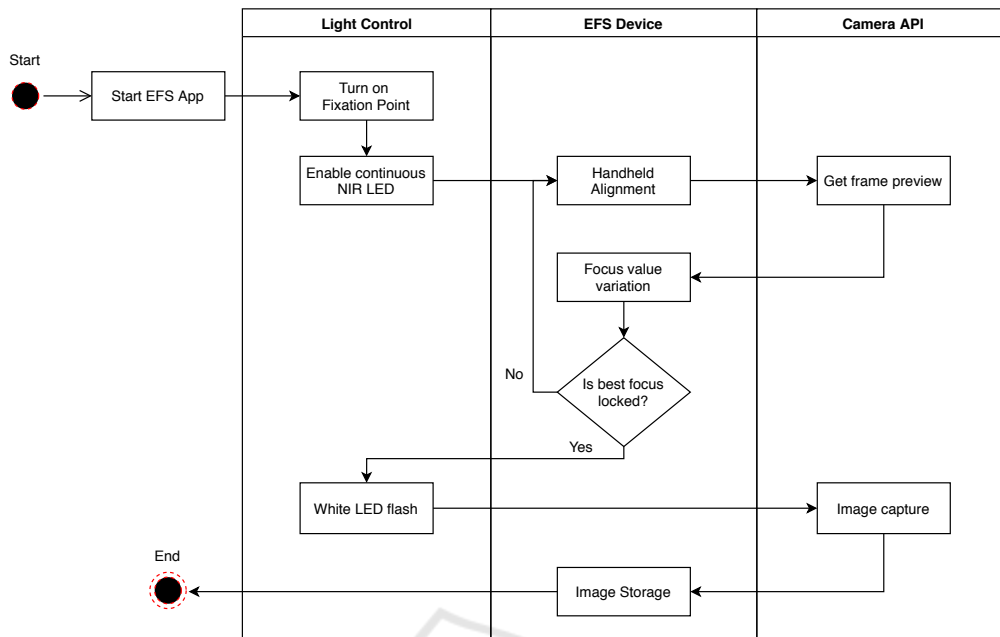 Light Control
EFS Device
Camera API
Start
Start EFS App
Turn on
Fixation Point
Enable continuous
NIR LED
Handheld
Alignment
Get frame preview
Focus value
variation
Is best focus
locked?
No
Yes
White LED flash
Image capture
End
Image Storage